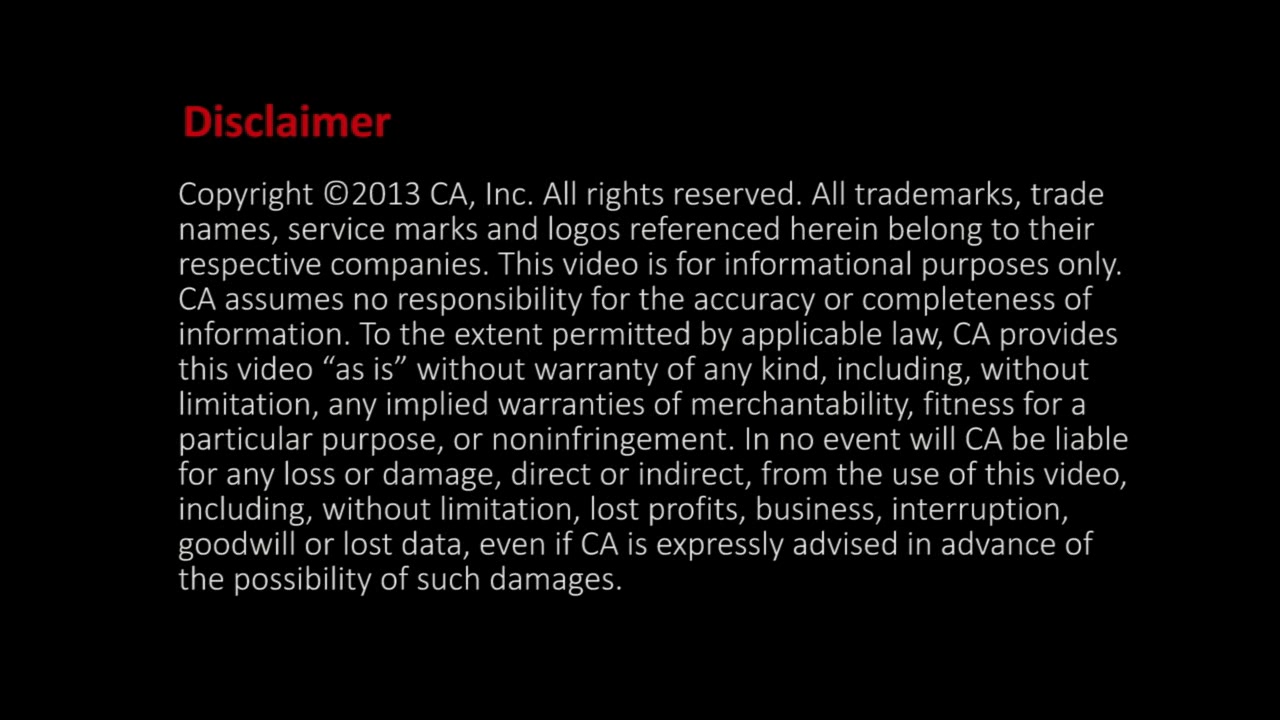 Disclaimer
Copyright ©2013 CA, Inc. All rights reserved. All trademarks, trade
names, service marks and logos referenced herein belong to their
respective companies. This video is for informational purposes only.
CA assumes no responsibility for the accuracy or completeness of
information. To the extent permitted by applicable law, CA provides
this video “as is” without warranty of any kind, including, without
limitation, any implied warranties of merchantability, fitness for a
particular purpose, or noninfringement. In no event will CA be liable
for any loss or damage, direct or indirect, from the use of this video,
including, without limitation, lost profits, business, interruption,
goodwill or lost data, even if CA is expressly advised in advance of
the possibility of such damages.